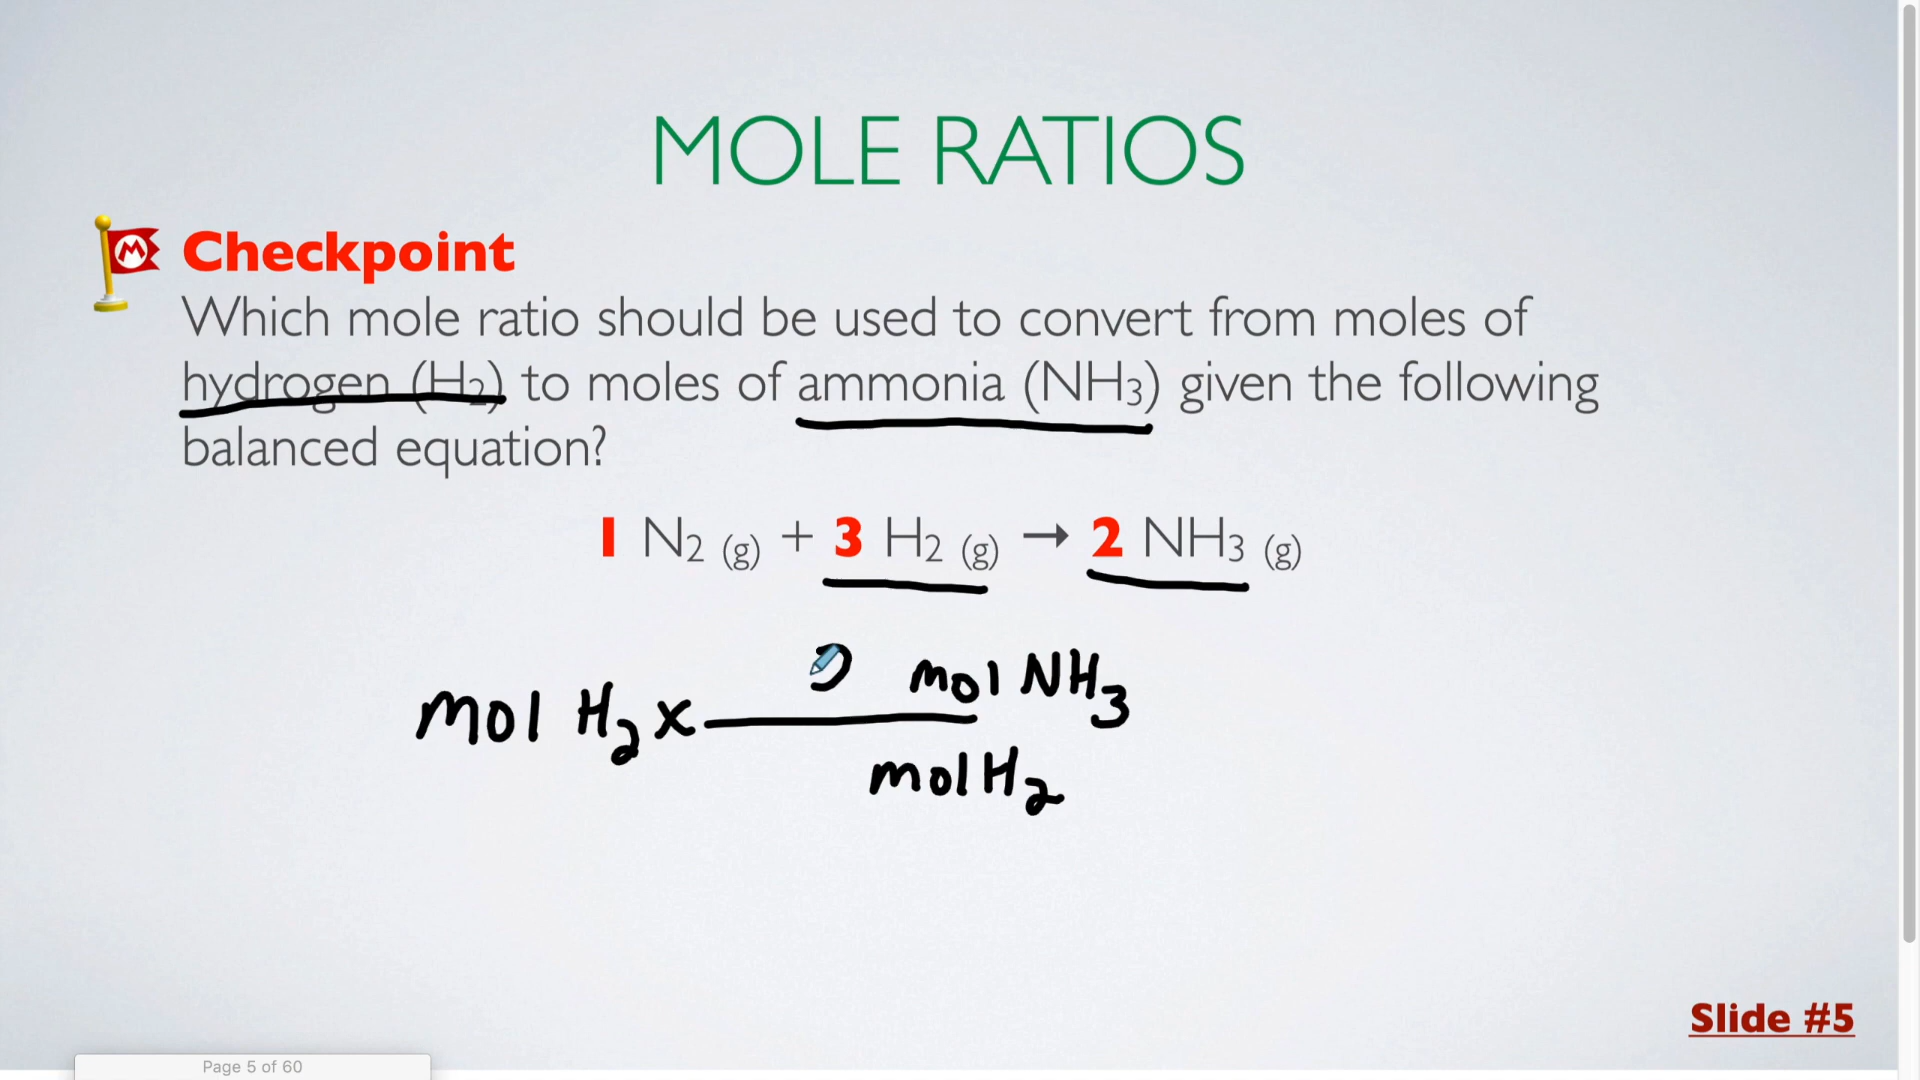 MOLE RATIOS
M Checkpoint
Which mole ratio should be used to convert from moles of
hydrogen (H2) to moles of ammonia (NH3) given the following
balanced equation?
1 N2 (g) + 3 H2 (g) → 2 NH3 (g)
mol NH3
mol H2 x
mol H2
Slide #5
Page 5 of 60